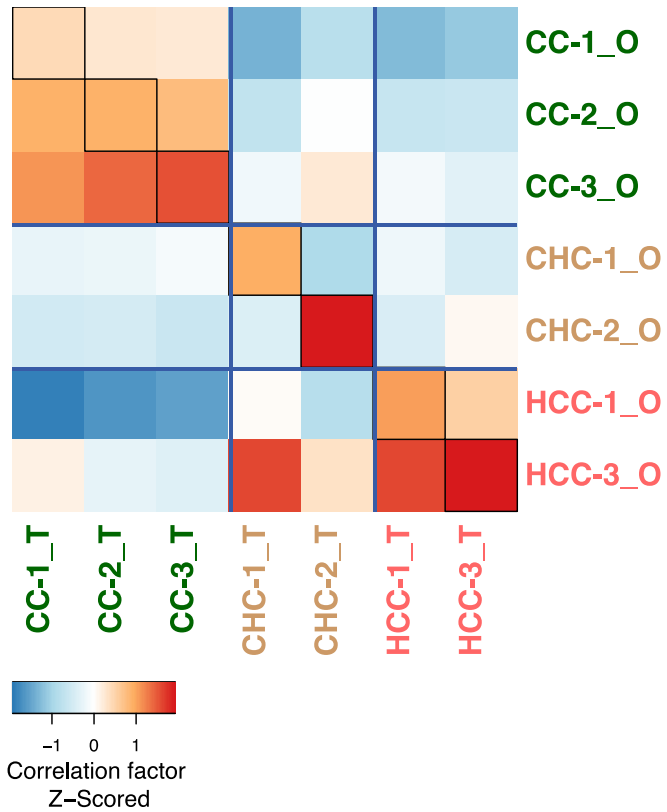 CC-1_O
CC-2_O
CC-3_O
CHC-1_O
CHC-2_O
HCC-1_O
HCC-3_O
CC-1_T
CC-2_T
CC-3_T
CHC-1_T
CHC-2_T
HCC-1_T
HCC-3_T
−1 0 1
Correlation factor
Z−Scored